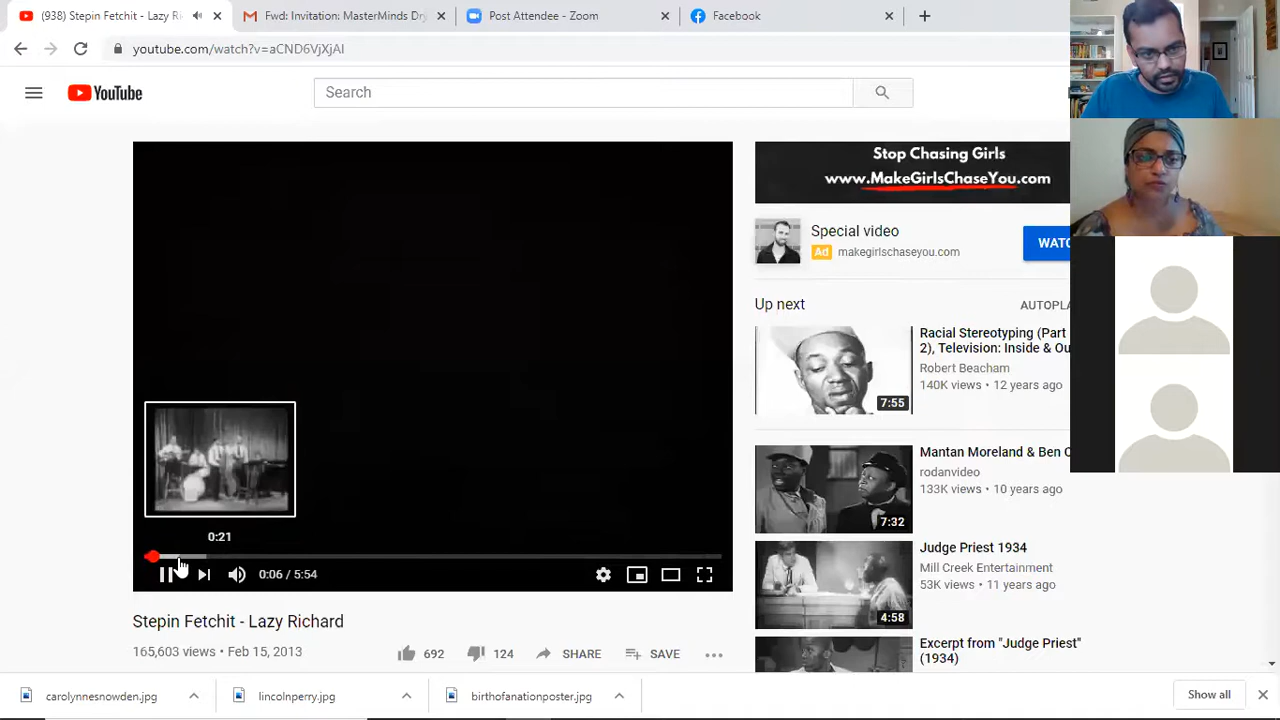 (938) Stepin Fetchit - Lazy Ri
Fwd: Invitation: MasterMinds Dr
Post Attendee - Zoom
Facebook
youtube.com/watch?v=aCND6VjXjAI
YouTube
Search
Stop Chasing Girls
www.MakeGirlsChaseYou.com
Special video
Ad makegirlschaseyou.com
WATC
Up next
AUTOPLA
Racial Stereotyping (Part
2), Television: Inside & Ou
Robert Beacham
140K views • 12 years ago
7:55
Mantan Moreland & Ben C
rodanvideo
133K views • 10 years ago
7:32
Judge Priest 1934
Mill Creek Entertainment
53K views • 11 years ago
4:58
Excerpt from "Judge Priest"
(1934)
0:21
0:06 / 5:54
Stepin Fetchit - Lazy Richard
165,603 views • Feb 15, 2013
692
124
SHARE
SAVE
carolynnesnowden.jpg
lincolnperry.jpg
birthofanationposter.jpg
Show all